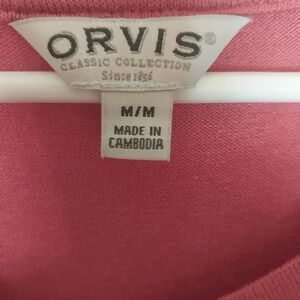 ORVIS®
CLASSIC COLLECTION
Since 1856
M/M
MADE IN
CAMBODIA